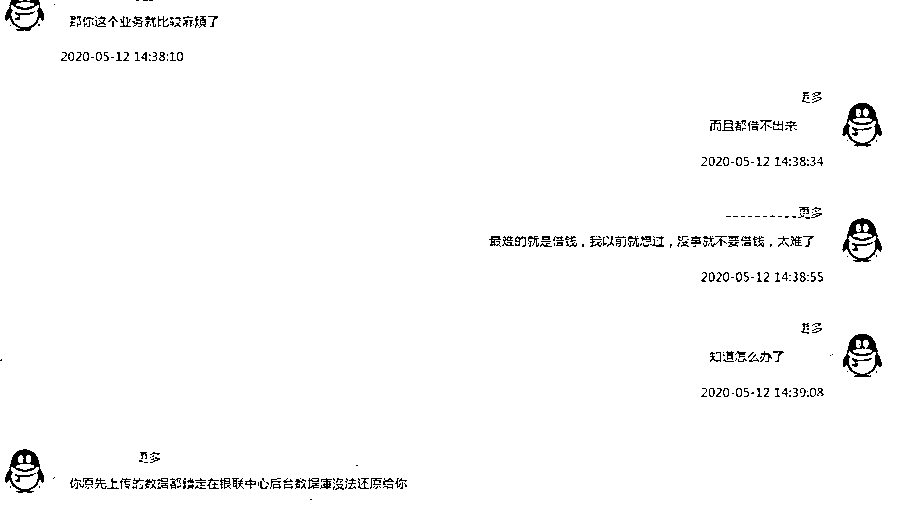 那你这个业务就比较麻烦了
2020-05-12 14:38:10
更多
而且都借不出来
2020-05-12 14:38:34
更多
最难的就是借钱，我以前就想过，没事就不要借钱，太难了
2020-05-12 14:38:55
更多
知道怎么办了
2020-05-12 14:39:08
更多
你原先上传的数据都鎖定在银联中心后台数据庫沒法还原给你